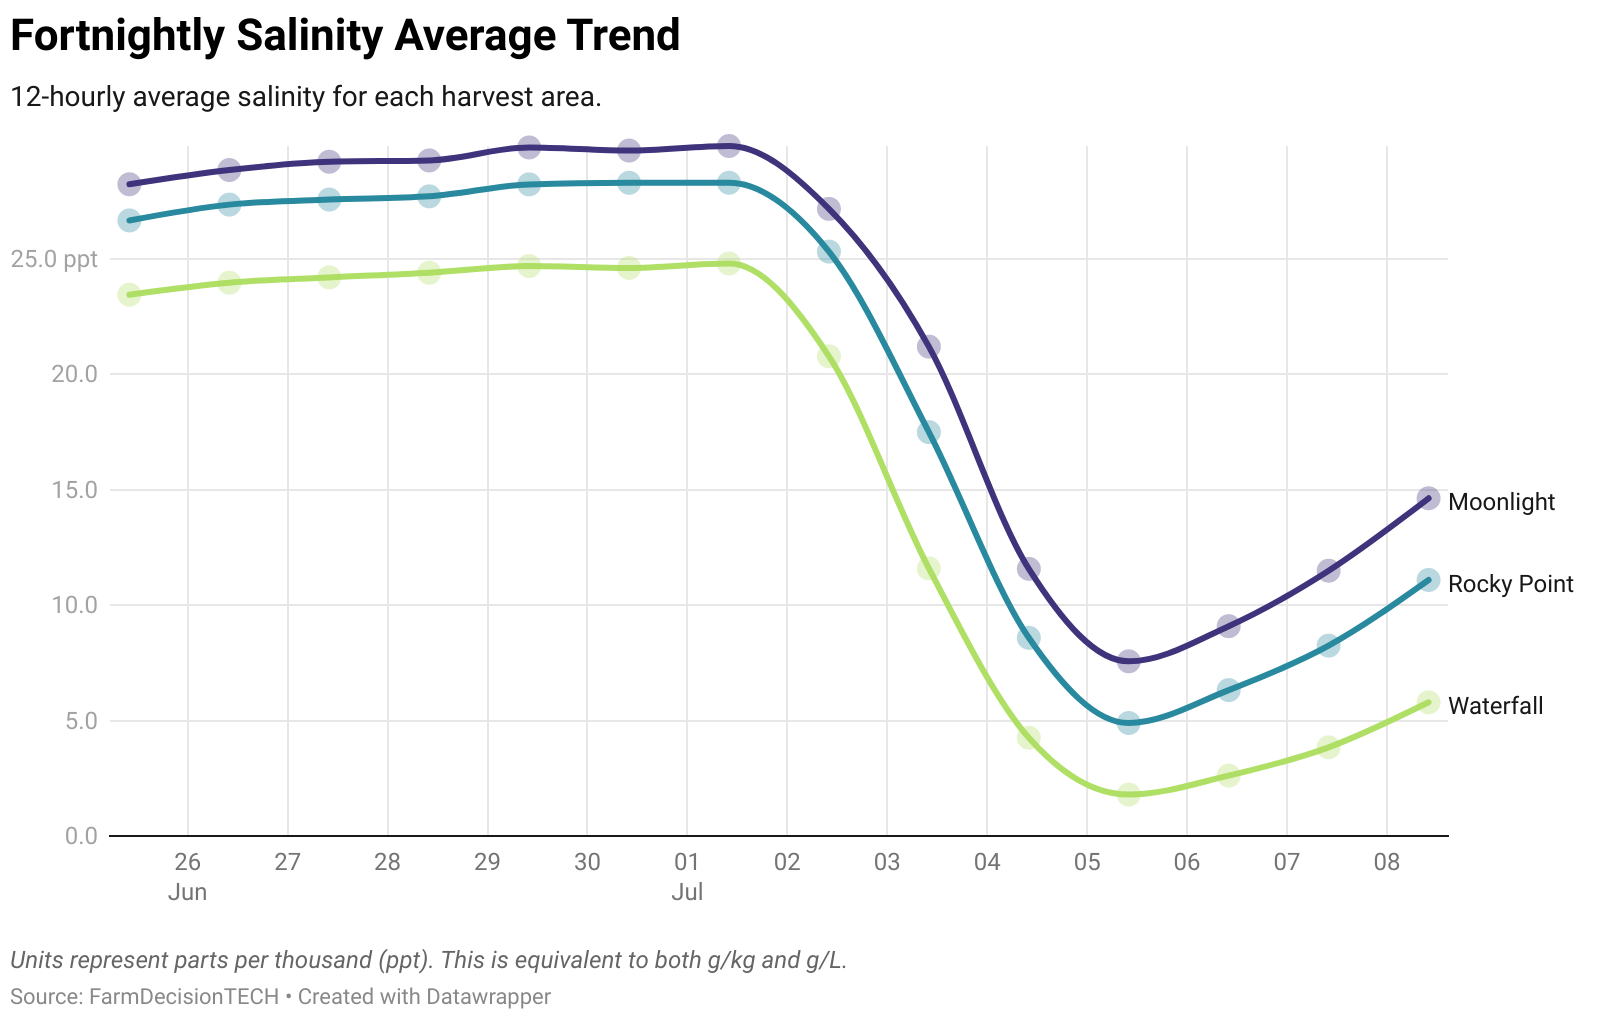 Fortnightly Salinity Average Trend
12-hourly average salinity for each harvest area.
25.0 ppt
20.0
15.0
10.0
5.0
0.0
Moonlight
Rocky Point
Waterfall
26 27 28 29 30 01 02 03 04 05 06 07 08
Jun Jul
Units represent parts per thousand (ppt). This is equivalent to both g/kg and g/L.
Source: FarmDecisionTECH • Created with Datawrapper